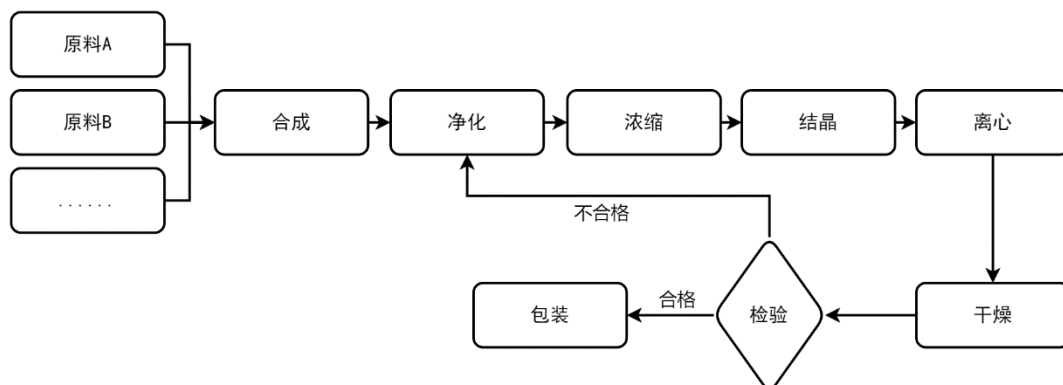 原料A
原料B
......
合成
净化
浓缩
结晶
离心
不合格
包装
合格
检验
干燥